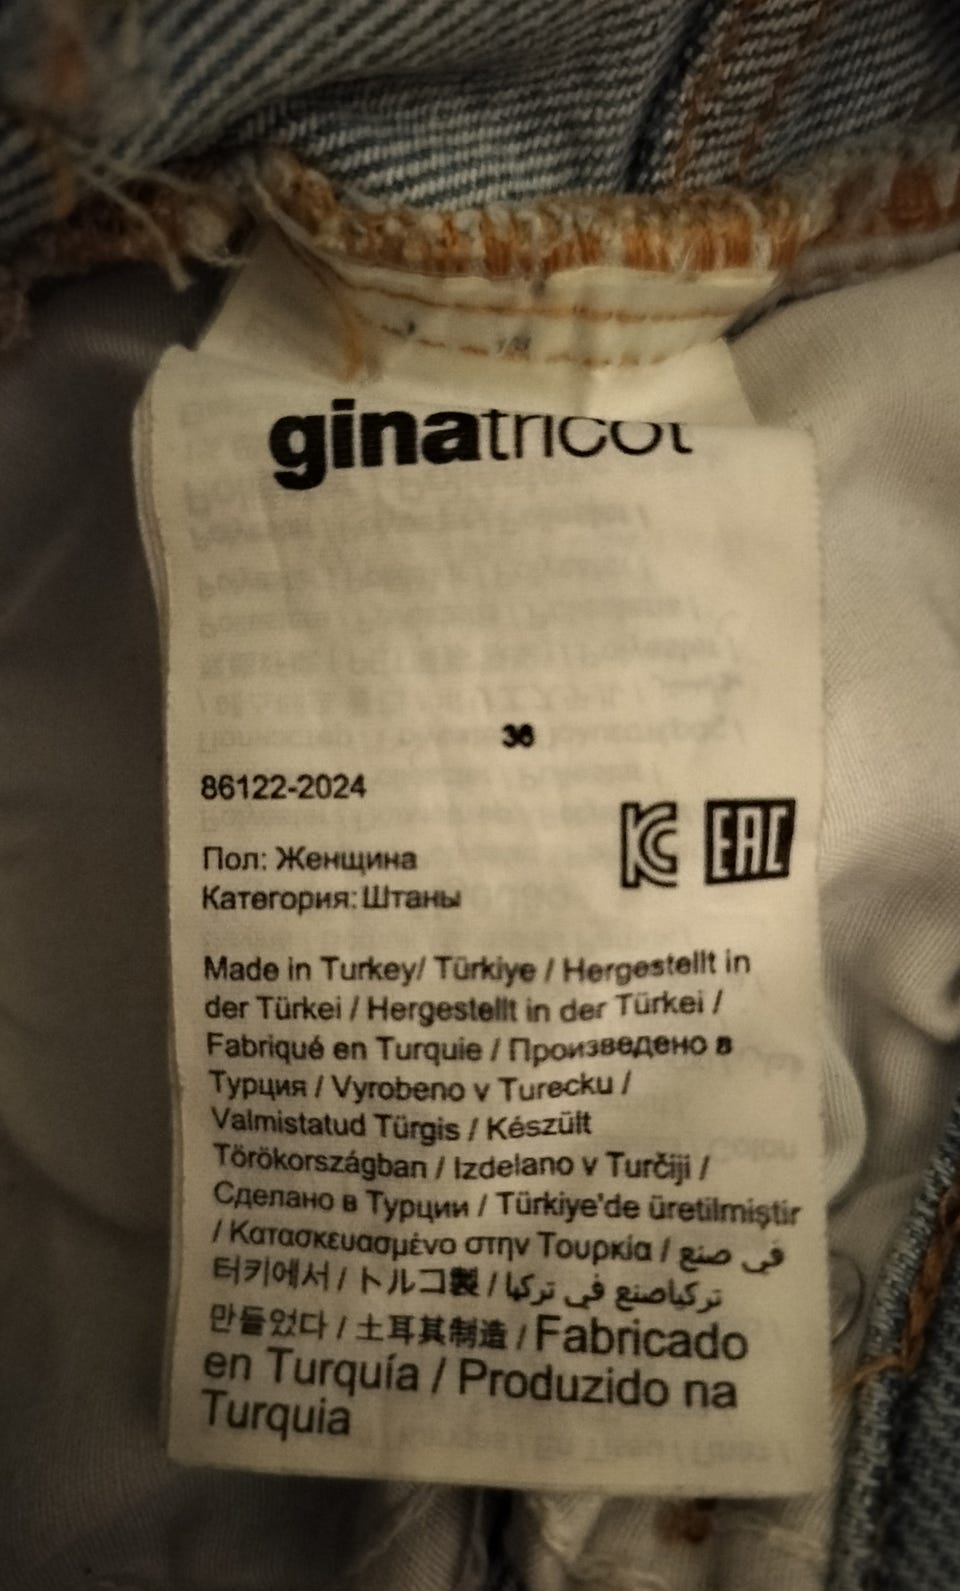 ginatricot
36
86122-2024
Пол: Женщина
Категория: Штаны
EAC
Made in Turkey/ Türkiye / Hergestellt in
der Türkei / Hergestellt in der Türkei /
Fabriqué en Turquie / Произведено в
Турция / Vyrobeno v Turecku /
Valmistatud Türgis / Készült
Törökországban / Izdelano v Turčiji /
Сделано в Турции / Türkiye'de üretilmiştir
/ Κατασκευασμένο στην Τουρκία / في صنع
터키에서 / トルコ製 / تركياصنع في تركيا
만들었다 / 土耳其制造 / Fabricado
en Turquía / Produzido na
Turquia